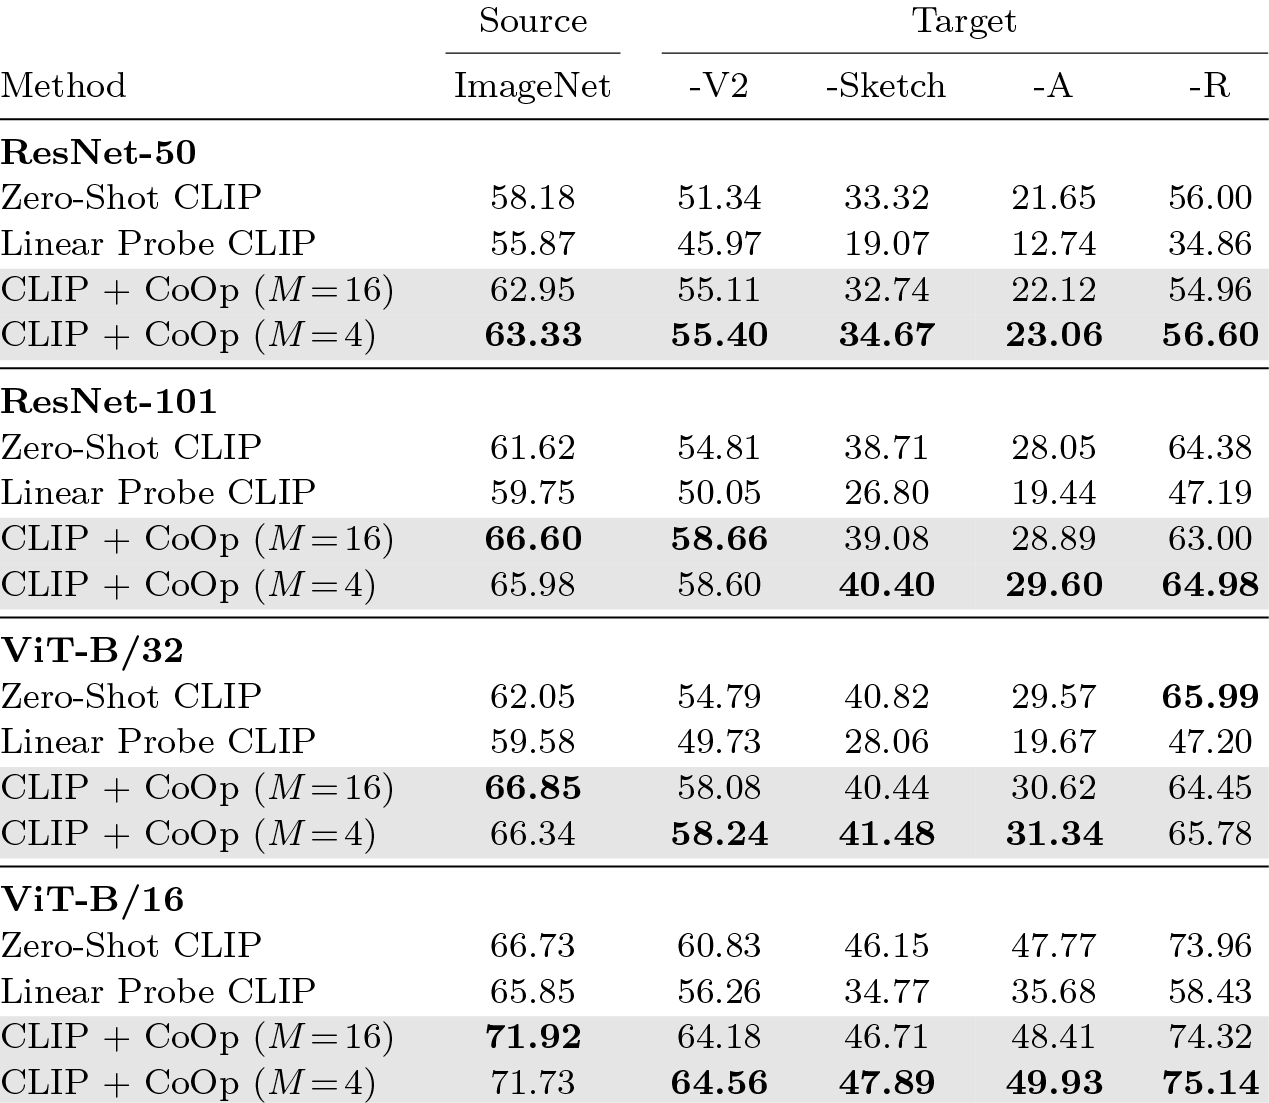 Source Target
Method ImageNet -V2 -Sketch -A -R
ResNet-50
Zero-Shot CLIP 58.18 51.34 33.32 21.65 56.00
Linear Probe CLIP 55.87 45.97 19.07 12.74 34.86
CLIP + CoOp (M=16) 62.95 55.11 32.74 22.12 54.96
CLIP + CoOp (M=4) 63.33 55.40 34.67 23.06 56.60
ResNet-101
Zero-Shot CLIP 61.62 54.81 38.71 28.05 64.38
Linear Probe CLIP 59.75 50.05 26.80 19.44 47.19
CLIP + CoOp (M=16) 66.60 58.66 39.08 28.89 63.00
CLIP + CoOp (M=4) 65.98 58.60 40.40 29.60 64.98
ViT-B/32
Zero-Shot CLIP 62.05 54.79 40.82 29.57 65.99
Linear Probe CLIP 59.58 49.73 28.06 19.67 47.20
CLIP + CoOp (M=16) 66.85 58.08 40.44 30.62 64.45
CLIP + CoOp (M=4) 66.34 58.24 41.48 31.34 65.78
ViT-B/16
Zero-Shot CLIP 66.73 60.83 46.15 47.77 73.96
Linear Probe CLIP 65.85 56.26 34.77 35.68 58.43
CLIP + CoOp (M=16) 71.92 64.18 46.71 48.41 74.32
CLIP + CoOp (M=4) 71.73 64.56 47.89 49.93 75.14